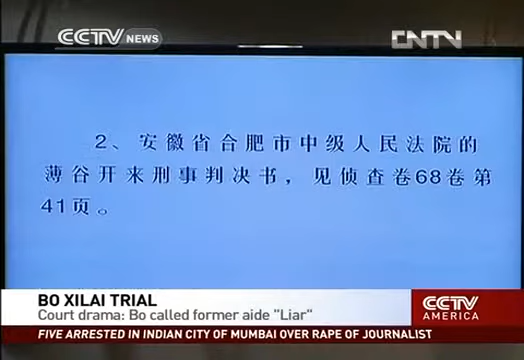 CCTV NEWS
CNTV
2、安徽省合肥市中级人民法院的
薄谷开来刑事判决书，见侦查卷68卷第
41页。
BO XILAI TRIAL
Court drama: Bo called former aide "Liar"
CCTV
AMERICA
FIVE ARRESTED IN INDIAN CITY OF MUMBAI OVER RAPE OF JOURNALIST